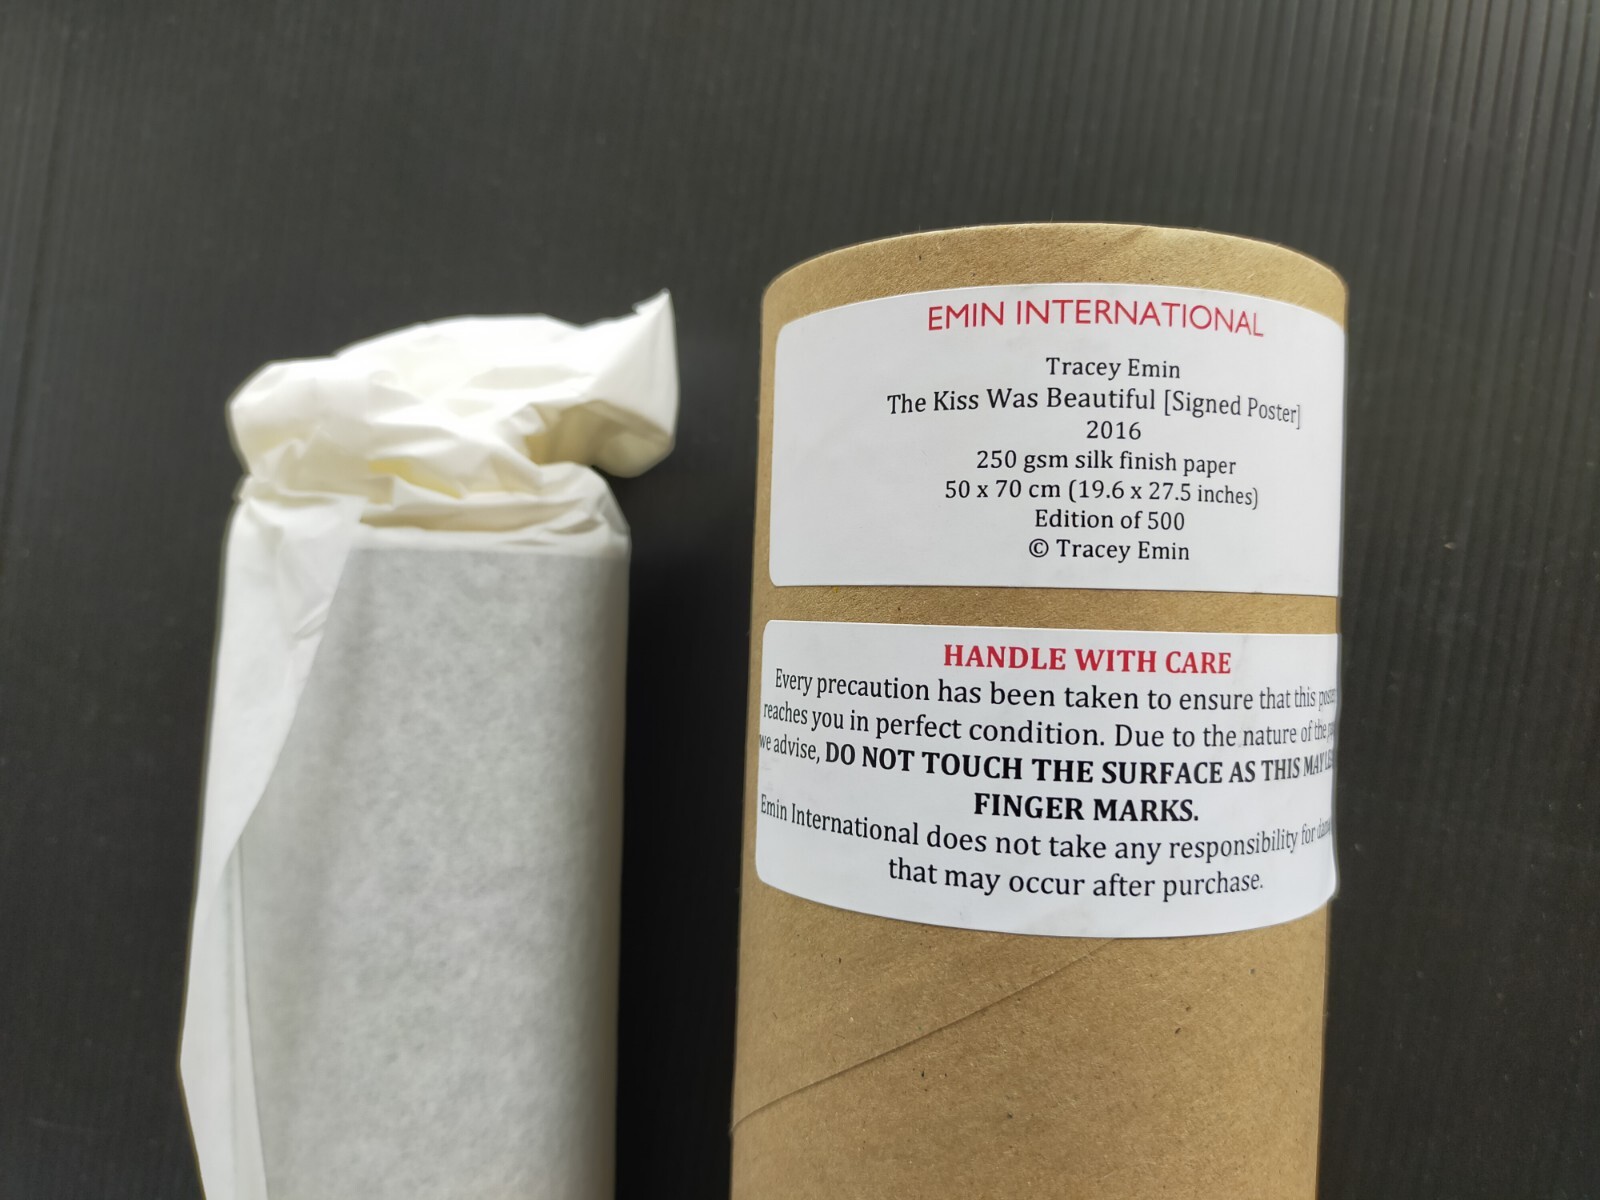 EMIN INTERNATIONAL
Tracey Emin
The Kiss Was Beautiful [Signed Poster]
2016
250 gsm silk finish paper
50 x 70 cm (19.6 x 27.5 inches)
Edition of 500
© Tracey Emin
HANDLE WITH CARE
Every precaution has been taken to ensure that this
reaches you in perfect condition. Due to the nature of the
we advise, DO NOT TOUCH THE SURFACE AS THIS MAY
FINGER MARKS.
Emin International does not take any responsibility for
that may occur after purchase.